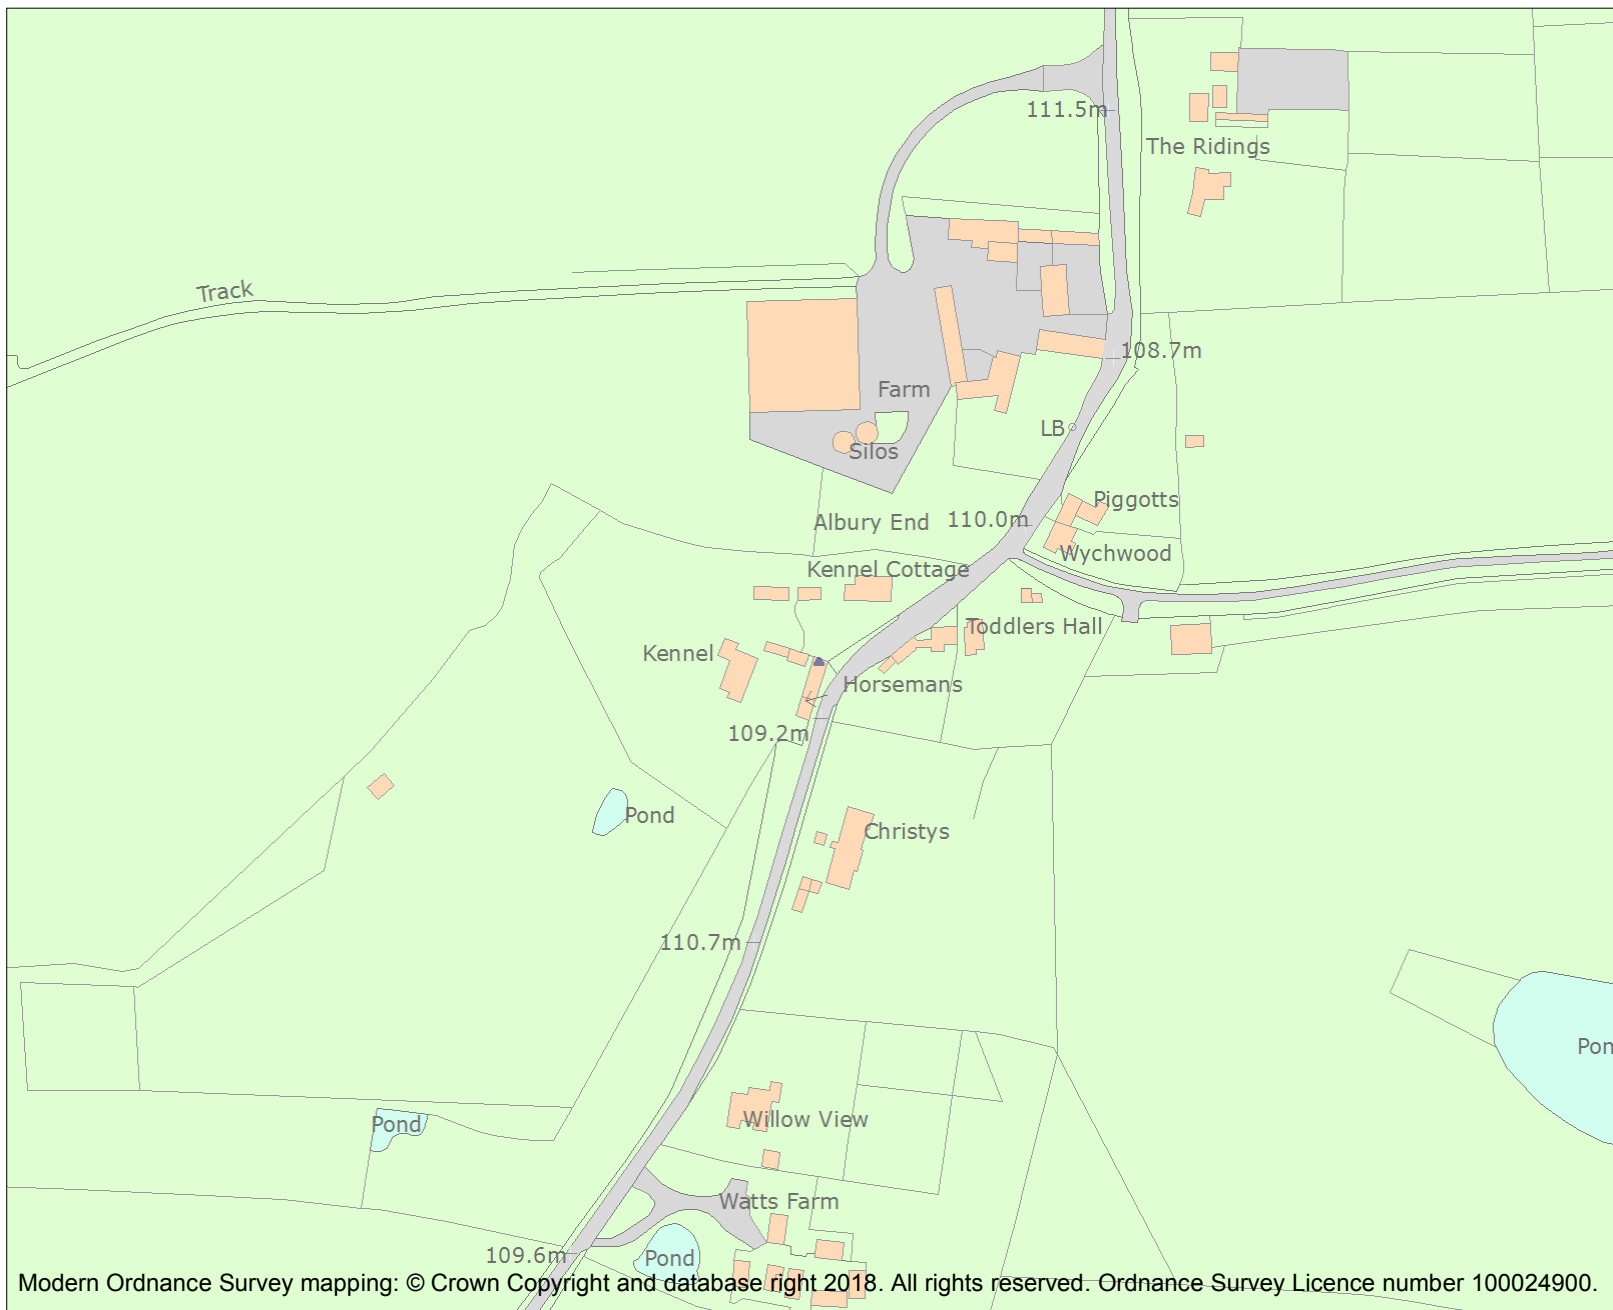 111.5m
The Ridings
Track
108.7m
Farm
LB
Silos
Piggotts
Albury End
110.0m
Wychwood
Kennel Cottage
Toddlers Hall
Kennel
Horsemans
109.2m
Pond
Christys
110.7m
Pon
Willow View
Pond
Watts Farm
109.6m
Pond
Modern Ordnance Survey mapping: © Crown Copyright and database right 2018. All rights reserved. Ordnance Survey Licence number 100024900.